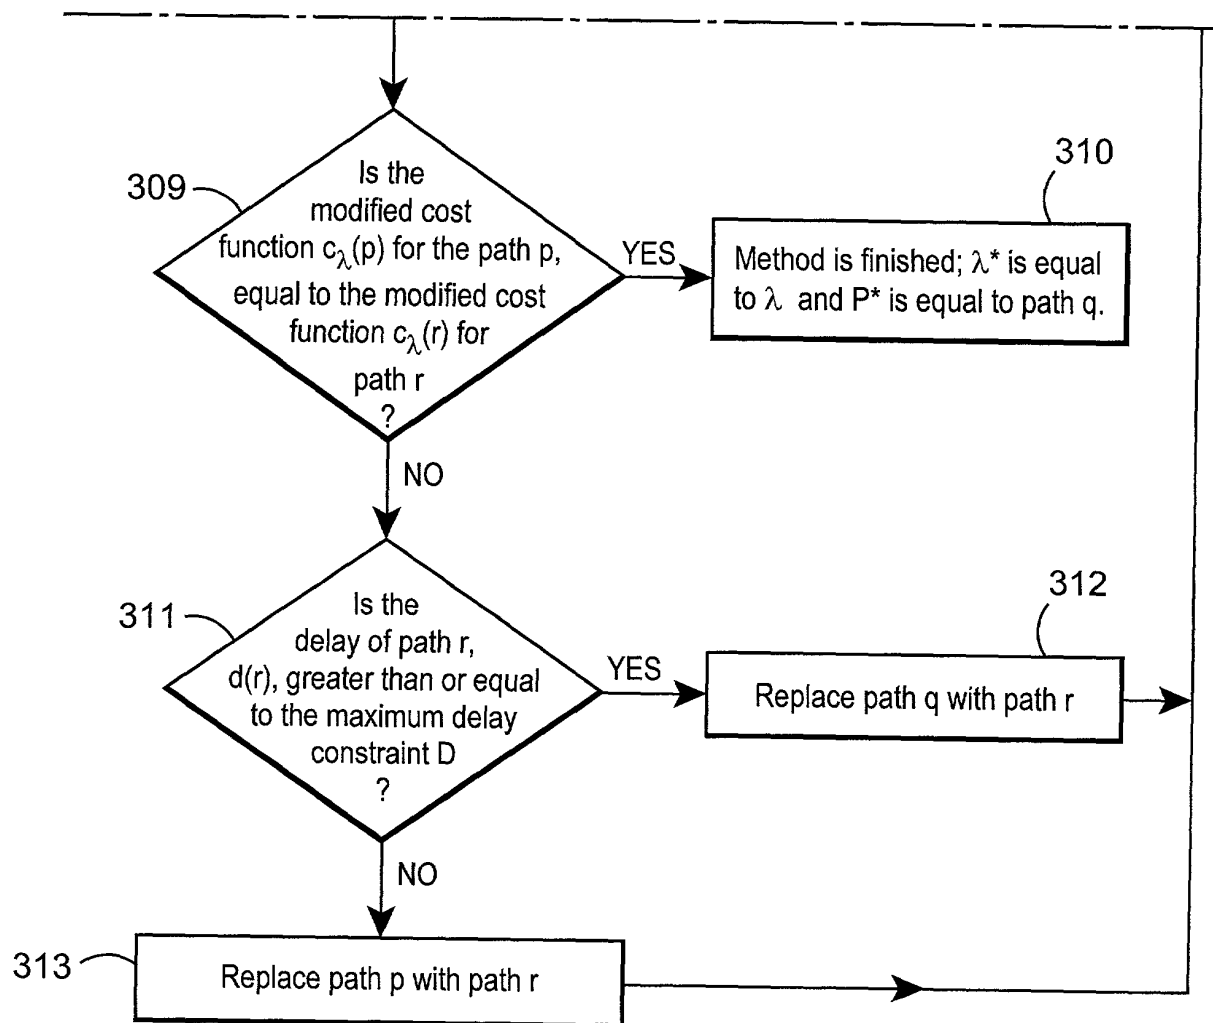 309
Is the
modified cost
function cλ(p) for the path p,
equal to the modified cost
function cλ(r) for
path r
?
YES
310
Method is finished; λ* is equal
to λ and P* is equal to path q.
NO
311
Is the
delay of path r,
d(r), greater than or equal
to the maximum delay
constraint D
?
YES
312
Replace path q with path r
NO
313
Replace path p with path r